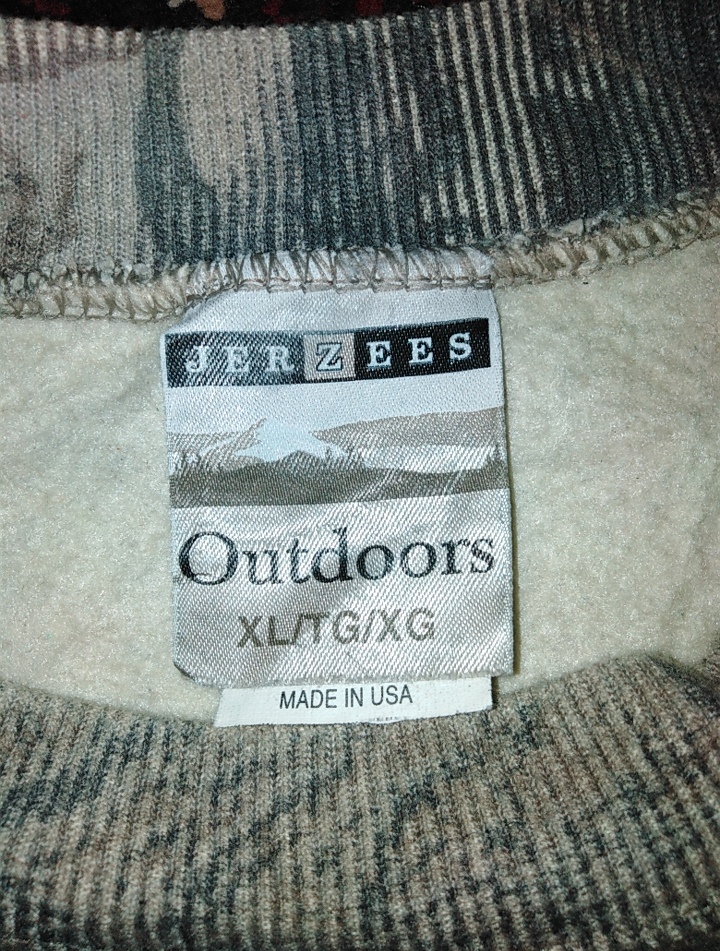 JERZEES
Outdoors
XL/TG/XG
MADE IN USA